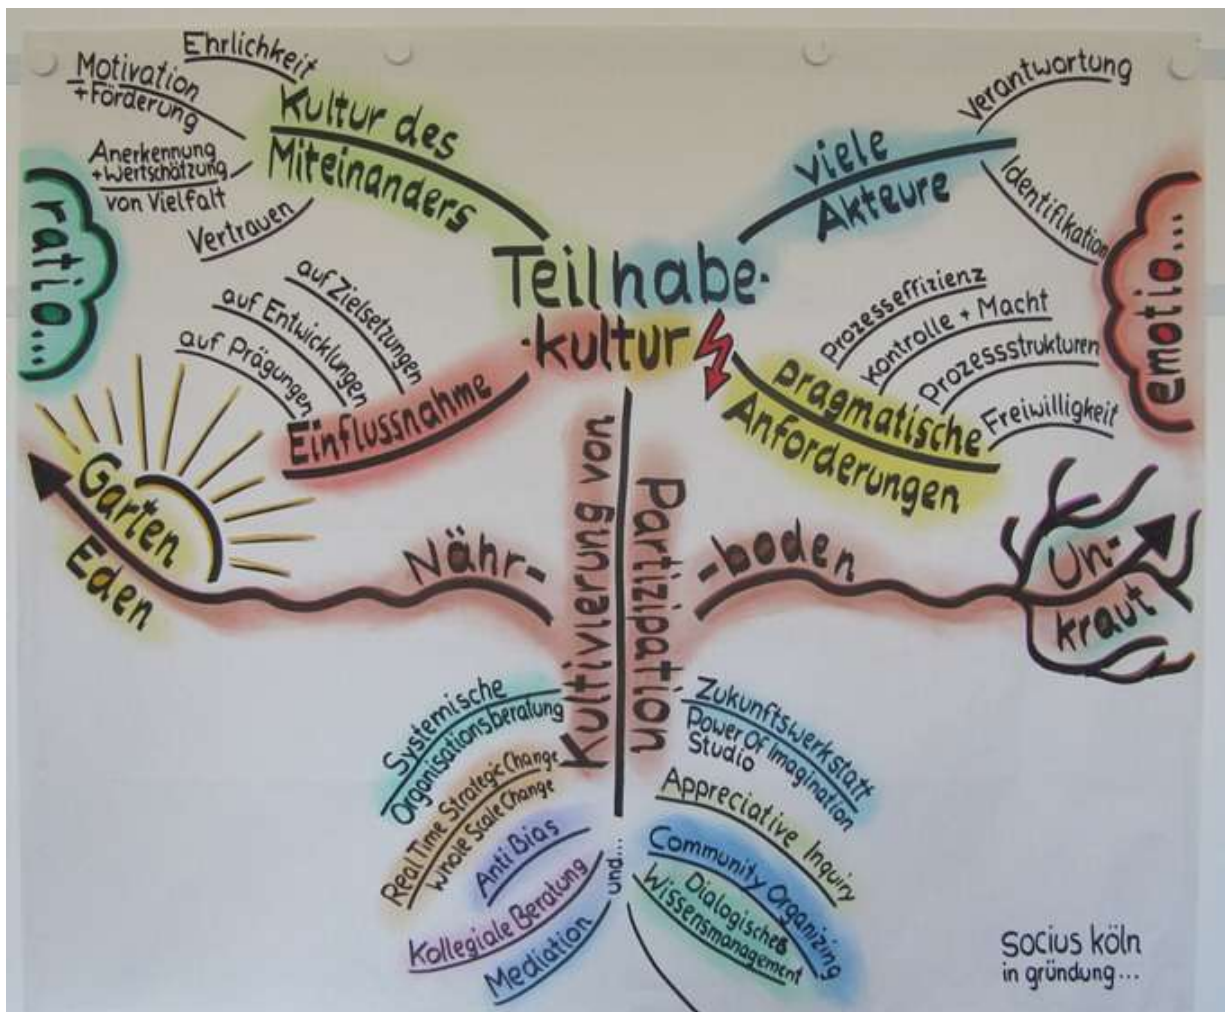 Teilhabe-
·kultur
Kultur des
Miteinanders
Ehrlichkeit
Motivation
+ Förderung
Anerkennung
+ Wertschätzung
von Vielfalt
Vertrauen
viele
Akteure
Verantwortung
Identifikation
ratio...
emotio...
Einflussnahme
auf Zielsetzungen
auf Entwicklungen
auf Prägungen
pragmatische
Anforderungen
Prozesseffizienz
Kontrolle + Macht
Prozessstrukturen
Freiwilligkeit
Garten
Eden
Nähr-
-boden
Un-
kraut
Kultivierung von
Partizipation
Systemische
Organisationsberatung
Real Time Strategic Change
Whole Scale Change
Anti Bias
Kollegiale Beratung
Mediation
und...
Zukunftswerkstatt
Power Of Imagination
Studio
Appreciative Inquiry
Community Organizing
Dialogisches
Wissensmanagement
socius köln
in gründung...